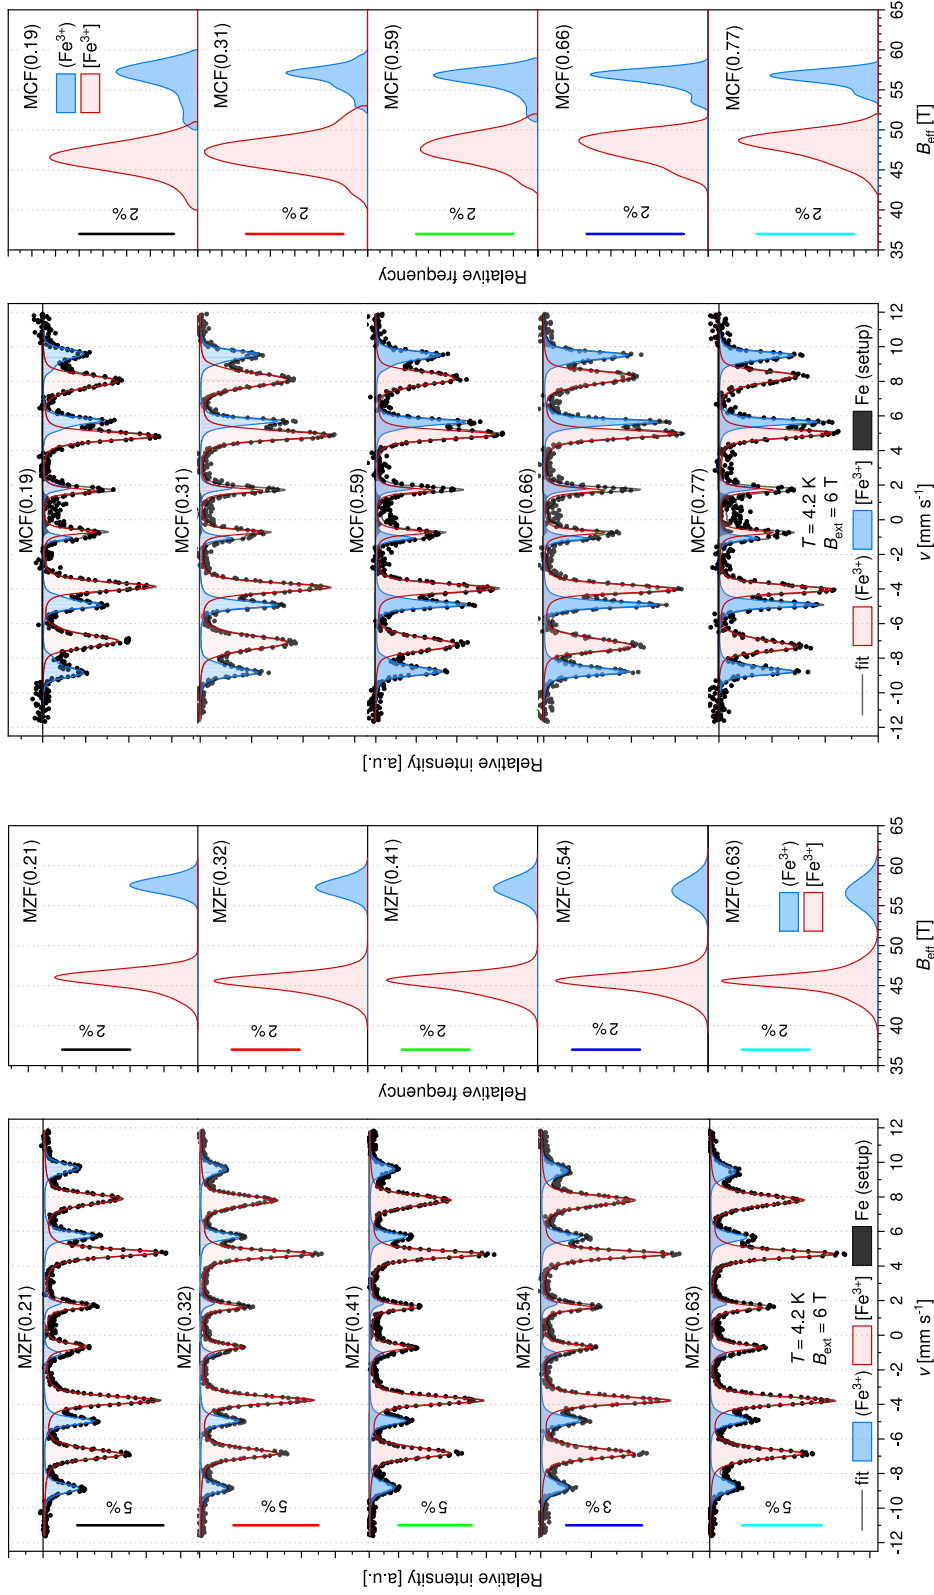 MZF(0.21)
5%
MZF(0.32)
5%
MZF(0.41)
5%
MZF(0.54)
3%
MZF(0.63)
5%
T = 4.2 K
B_ext = 6 T
fit (Fe³⁺) [Fe³⁺] Fe (setup)
-12 -10 -8 -6 -4 -2 0 2 4 6 8 10 12
v [mm s⁻¹]
Relative intensity [a.u.]
MZF(0.21)
2%
MZF(0.32)
2%
MZF(0.41)
2%
MZF(0.54)
2%
MZF(0.63)
2%
(Fe³⁺)
[Fe³⁺]
35 40 45 50 55 60 65
B_eff [T]
Relative frequency
MCF(0.19)
MCF(0.31)
MCF(0.59)
MCF(0.66)
MCF(0.77)
T = 4.2 K
B_ext = 6 T
fit (Fe³⁺) [Fe³⁺] Fe (setup)
-12 -10 -8 -6 -4 -2 0 2 4 6 8 10 12
v [mm s⁻¹]
Relative intensity [a.u.]
MCF(0.19)
(Fe³⁺)
[Fe³⁺]
2%
MCF(0.31)
2%
MCF(0.59)
2%
MCF(0.66)
2%
MCF(0.77)
2%
35 40 45 50 55 60 65
B_eff [T]
Relative frequency